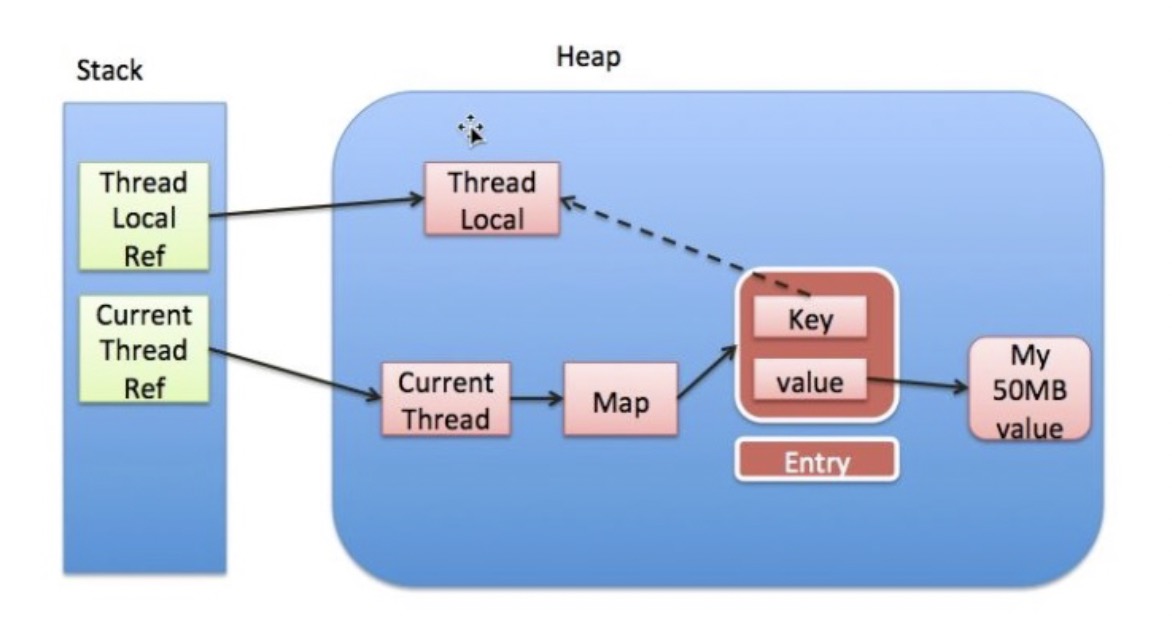 Stack
Heap
Thread
Local
Ref
Thread
Local
Current
Thread
Ref
Key
value
Current
Thread
Map
My
50MB
value
Entry